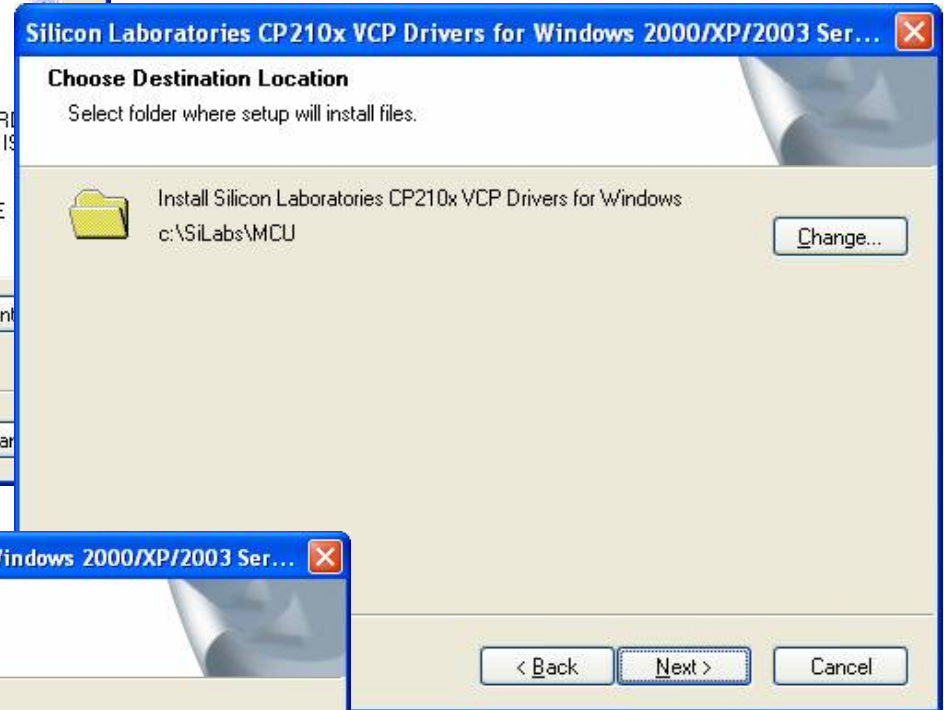 Silicon Laboratories CP210x VCP Drivers for Windows 2000/XP/2003 Ser...
Choose Destination Location
Select folder where setup will install files.
Install Silicon Laboratories CP210x VCP Drivers for Windows
c:\SiLabs\MCU
Change...
indows 2000/XP/2003 Ser...
< Back
Next >
Cancel